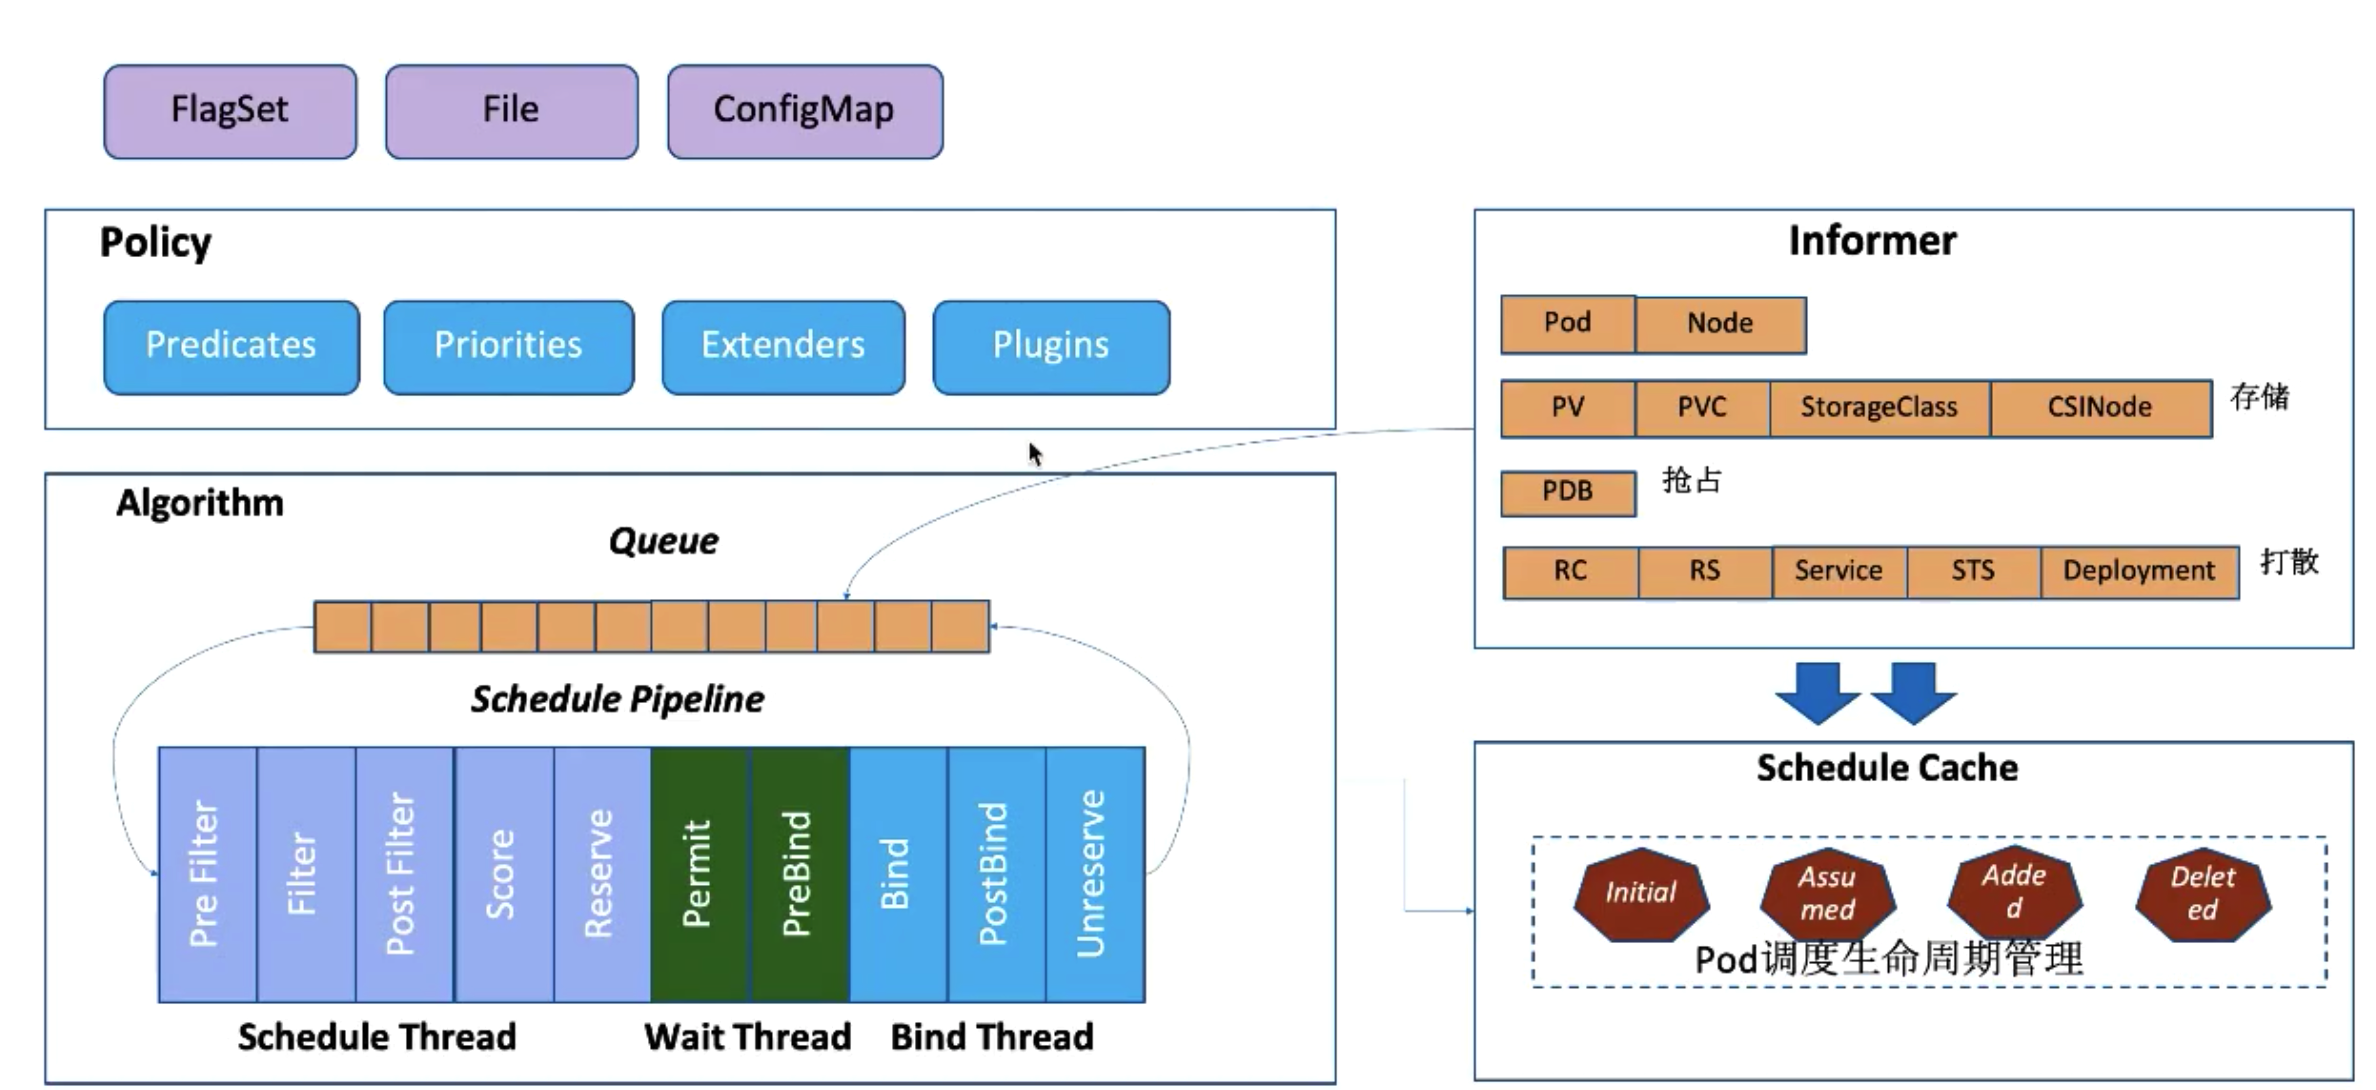 FlagSet
File
ConfigMap
Policy
Predicates
Priorities
Extenders
Plugins
Algorithm
Queue
Schedule Pipeline
Pre Filter
Filter
Post Filter
Score
Reserve
Permit
PreBind
Bind
PostBind
Unreserve
Schedule Thread
Wait Thread
Bind Thread
Informer
Pod
Node
PV
PVC
StorageClass
CSINode
存储
PDB
抢占
RC
RS
Service
STS
Deployment
打散
Schedule Cache
Initial
Assu
med
Adde
d
Delet
ed
Pod调度生命周期管理